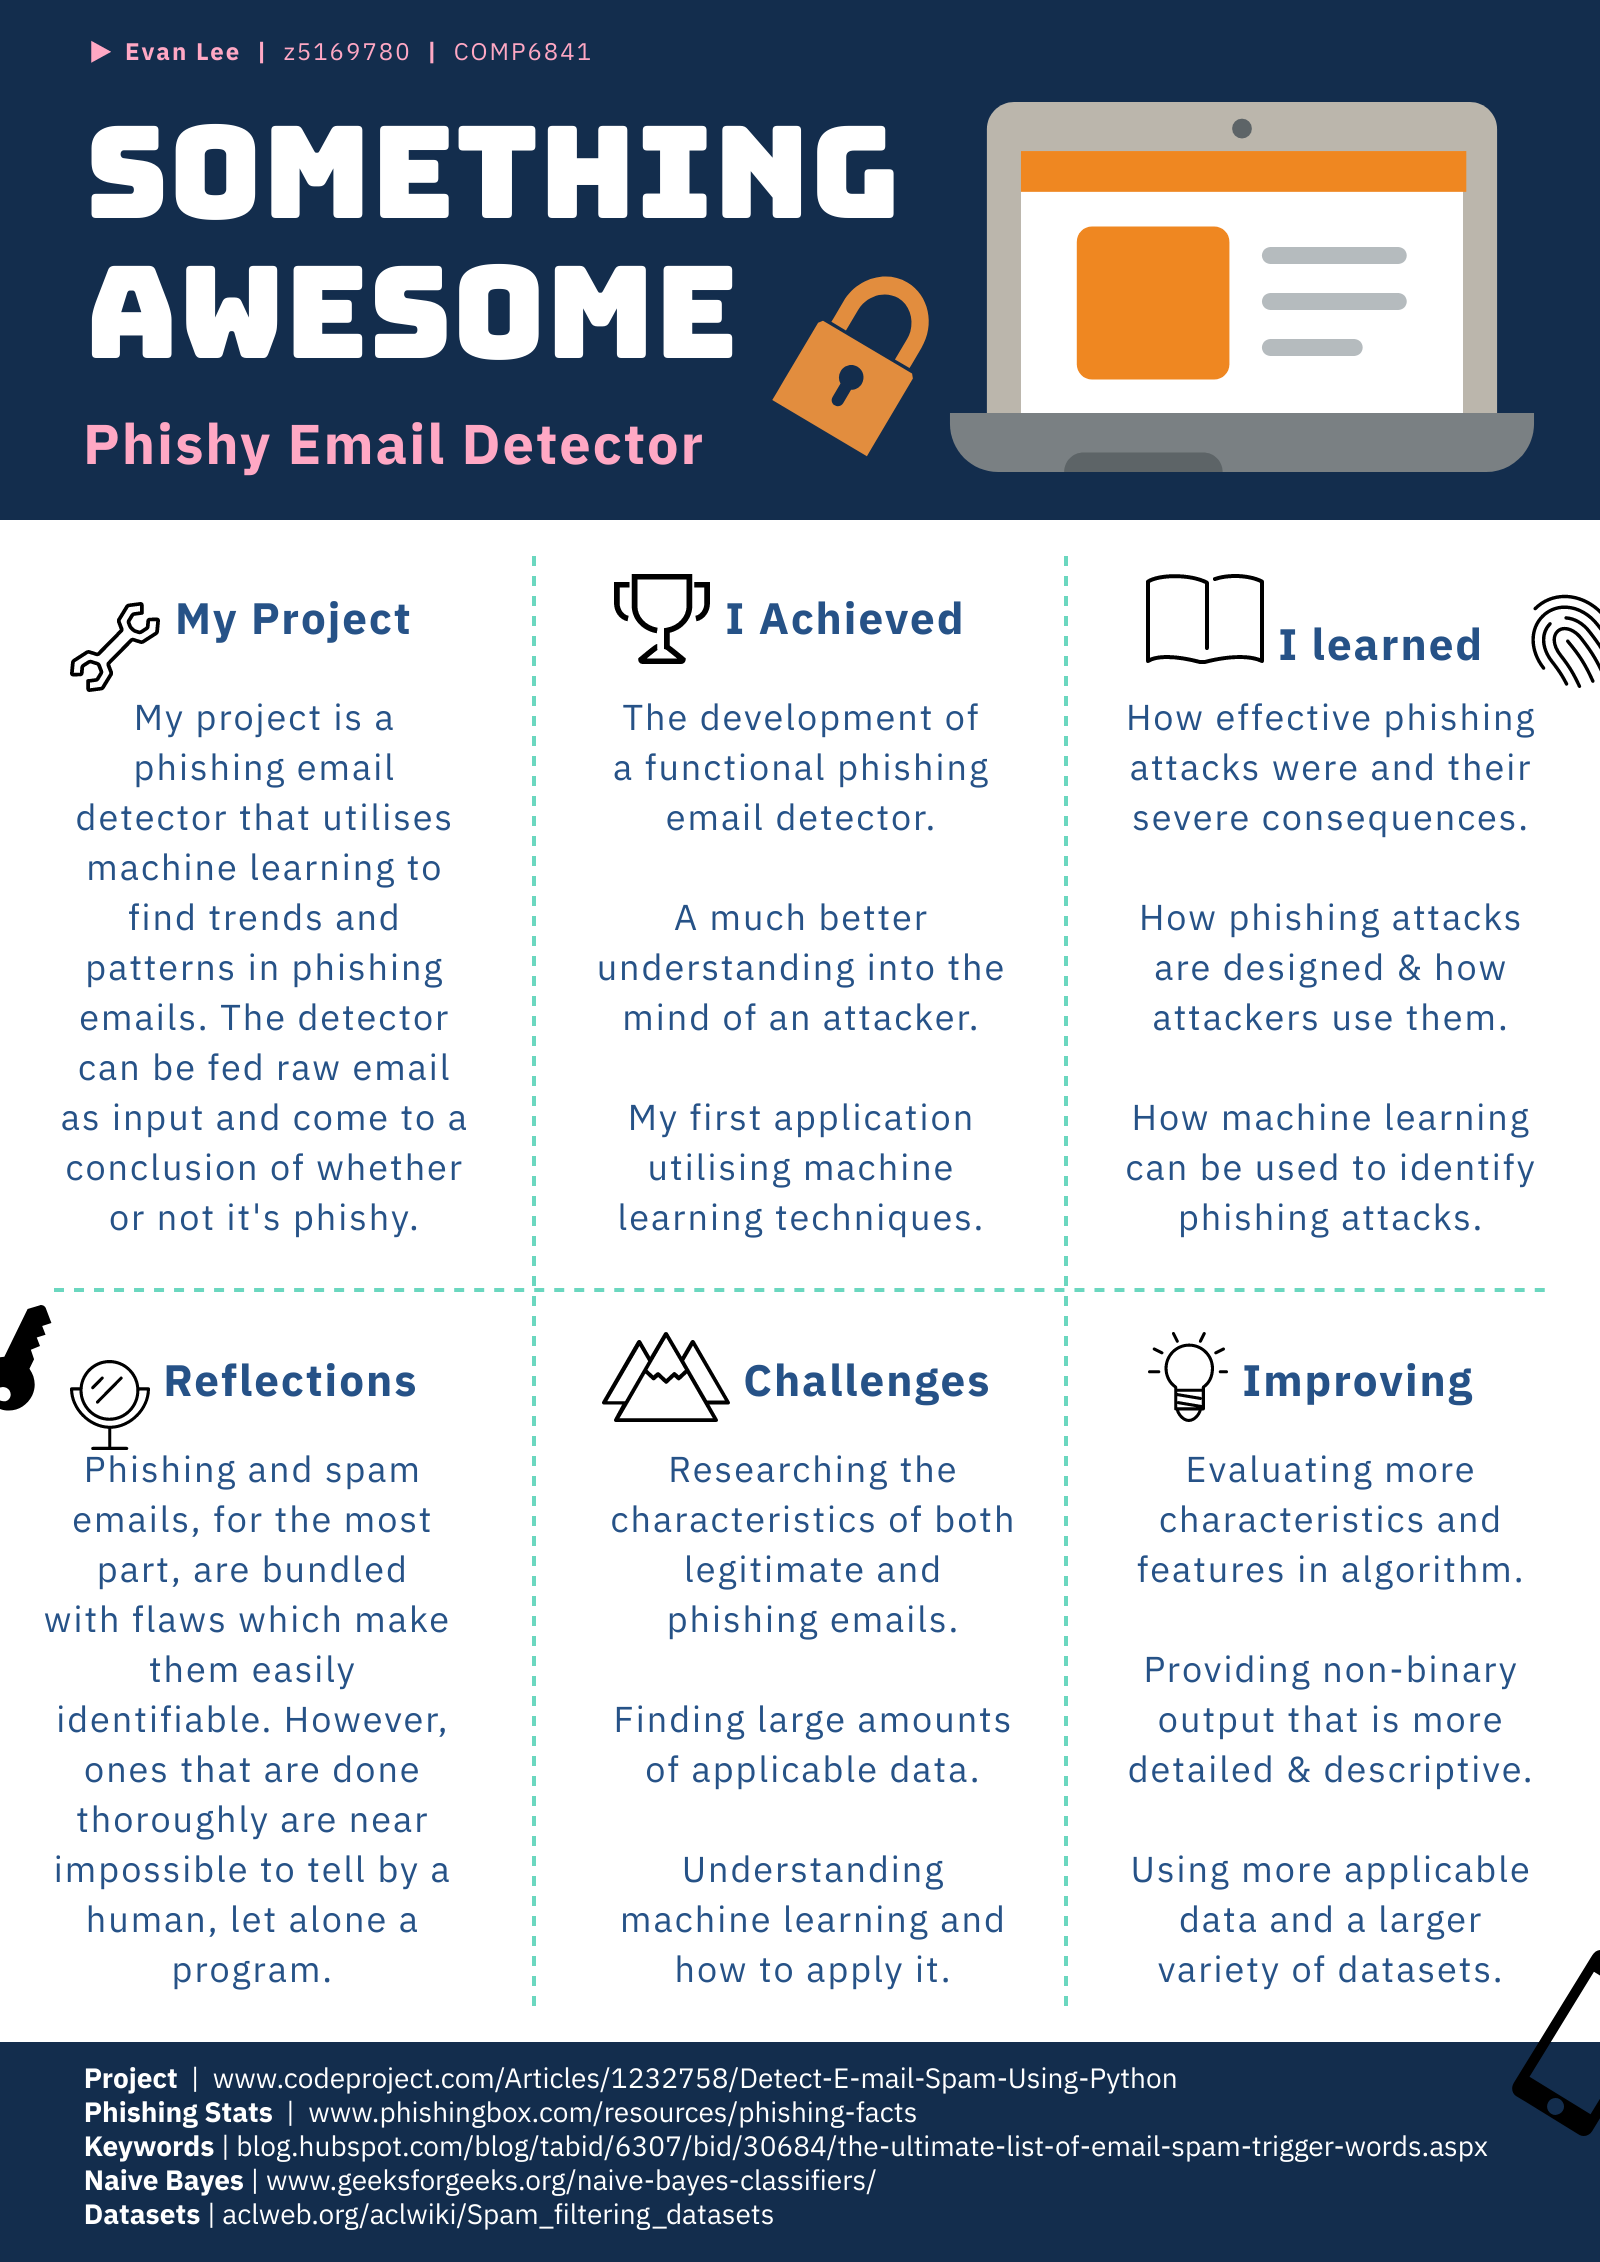 Evan Lee | z5169780 | COMP6841
SOMETHING
AWESOME
Phishy Email Detector
My Project
My project is a
phishing email
detector that utilises
machine learning to
find trends and
patterns in phishing
emails. The detector
can be fed raw email
as input and come to a
conclusion of whether
or not it's phishy.
I Achieved
The development of
a functional phishing
email detector.
A much better
understanding into the
mind of an attacker.
My first application
utilising machine
learning techniques.
I learned
How effective phishing
attacks were and their
severe consequences.
How phishing attacks
are designed & how
attackers use them.
How machine learning
can be used to identify
phishing attacks.
Reflections
Phishing and spam
emails, for the most
part, are bundled
with flaws which make
them easily
identifiable. However,
ones that are done
thoroughly are near
impossible to tell by a
human, let alone a
program.
Challenges
Researching the
characteristics of both
legitimate and
phishing emails.
Finding large amounts
of applicable data.
Understanding
machine learning and
how to apply it.
Improving
Evaluating more
characteristics and
features in algorithm.
Providing non-binary
output that is more
detailed & descriptive.
Using more applicable
data and a larger
variety of datasets.
Project | www.codeproject.com/Articles/1232758/Detect-E-mail-Spam-Using-Python
Phishing Stats | www.phishingbox.com/resources/phishing-facts
Keywords | blog.hubspot.com/blog/tabid/6307/bid/30684/the-ultimate-list-of-email-spam-trigger-words.aspx
Naive Bayes | www.geeksforgeeks.org/naive-bayes-classifiers/
Datasets | aclweb.org/aclwiki/Spam_filtering_datasets